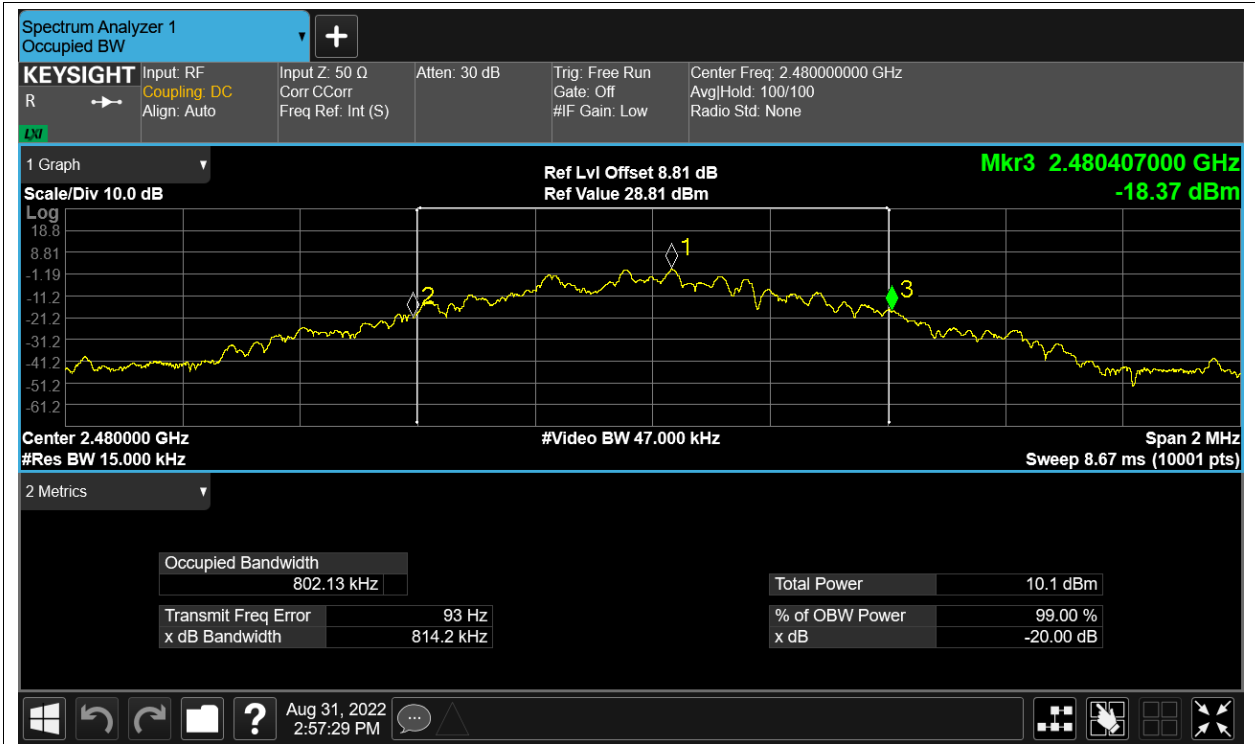 Spectrum Analyzer 1
Occupied BW
KEYSIGHT
R
LXI
Input: RF
Coupling: DC
Align: Auto
Input Z: 50 Ω
Corr CCorr
Freq Ref: Int (S)
Atten: 30 dB
Trig: Free Run
Gate: Off
#IF Gain: Low
Center Freq: 2.480000000 GHz
Avg|Hold: 100/100
Radio Std: None
1 Graph
Scale/Div 10.0 dB
Ref Lvl Offset 8.81 dB
Ref Value 28.81 dBm
Mkr3 2.480407000 GHz
-18.37 dBm
Log
18.8
8.81
-1.19
-11.2
-21.2
-31.2
-41.2
-51.2
-61.2
1
2
3
Center 2.480000 GHz
#Res BW 15.000 kHz
#Video BW 47.000 kHz
Span 2 MHz
Sweep 8.67 ms (10001 pts)
2 Metrics
Occupied Bandwidth
802.13 kHz
Transmit Freq Error 93 Hz
x dB Bandwidth 814.2 kHz
Total Power 10.1 dBm
% of OBW Power 99.00 %
x dB -20.00 dB
?
Aug 31, 2022
2:57:29 PM